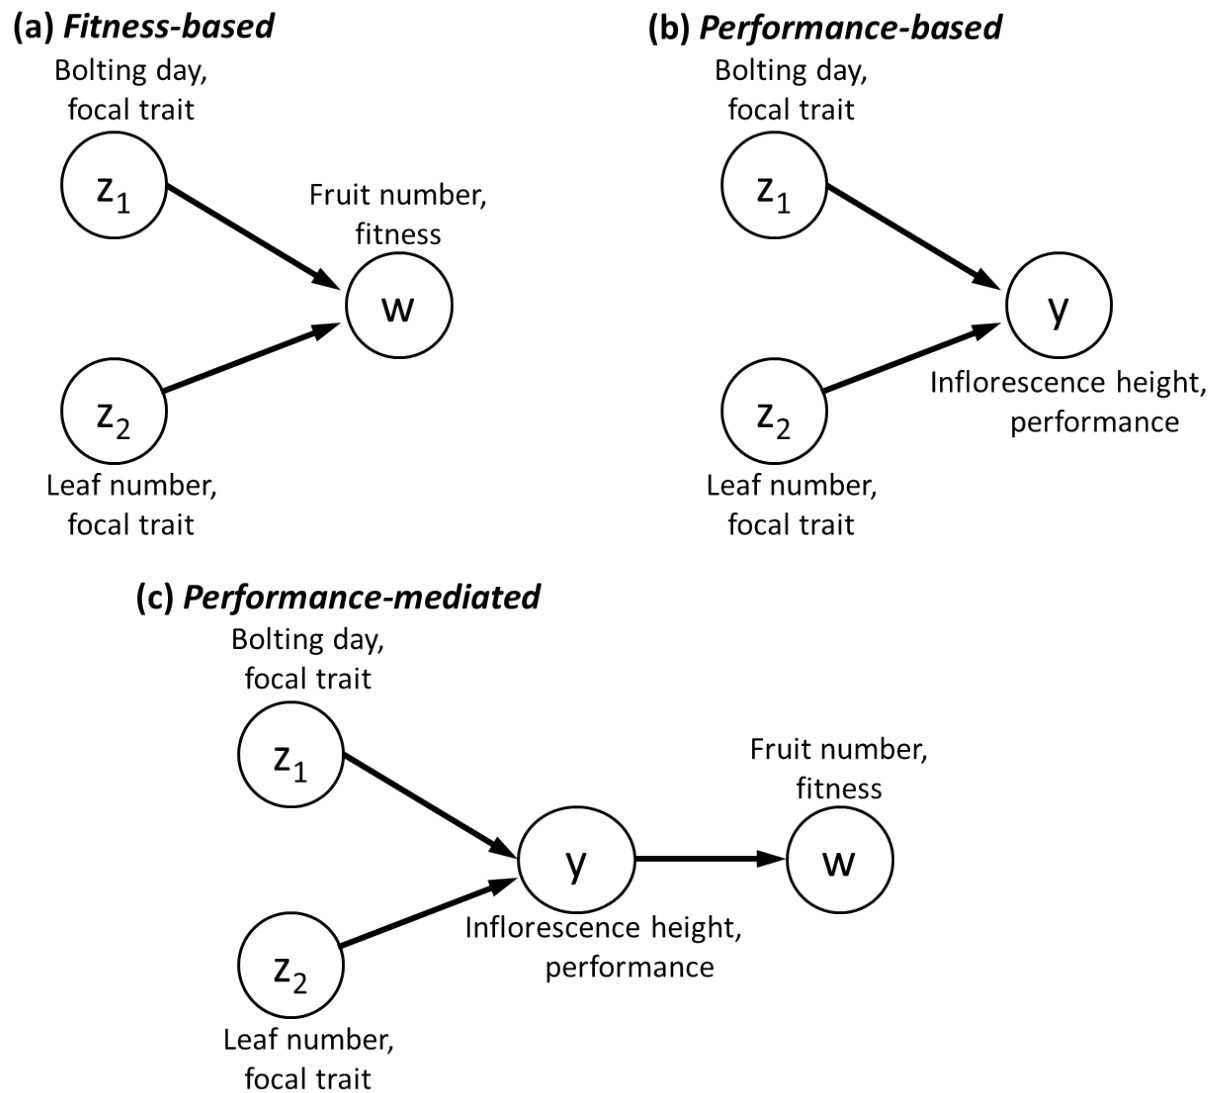 (a) Fitness-based
Bolting day,
focal trait
z1
Fruit number,
fitness
w
z2
Leaf number,
focal trait
(b) Performance-based
Bolting day,
focal trait
z1
y
Inflorescence height,
performance
z2
Leaf number,
focal trait
(c) Performance-mediated
Bolting day,
focal trait
z1
Fruit number,
fitness
y
w
Inflorescence height,
performance
z2
Leaf number,
focal trait